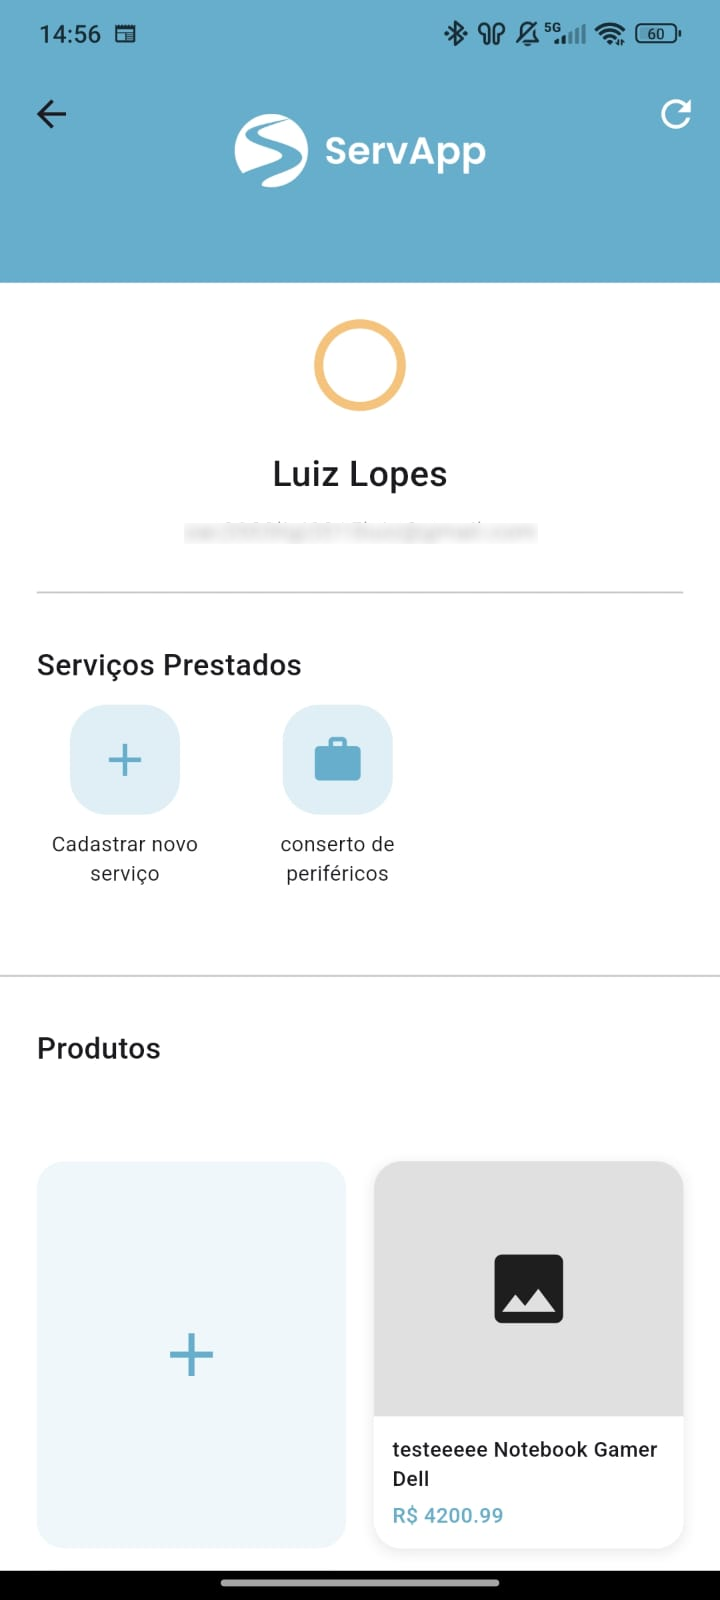 14:56
5G
60
ServApp
Luiz Lopes
Serviços Prestados
Cadastrar novo
serviço
conserto de
periféricos
Produtos
testeeeee Notebook Gamer
Dell
R$ 4200.99